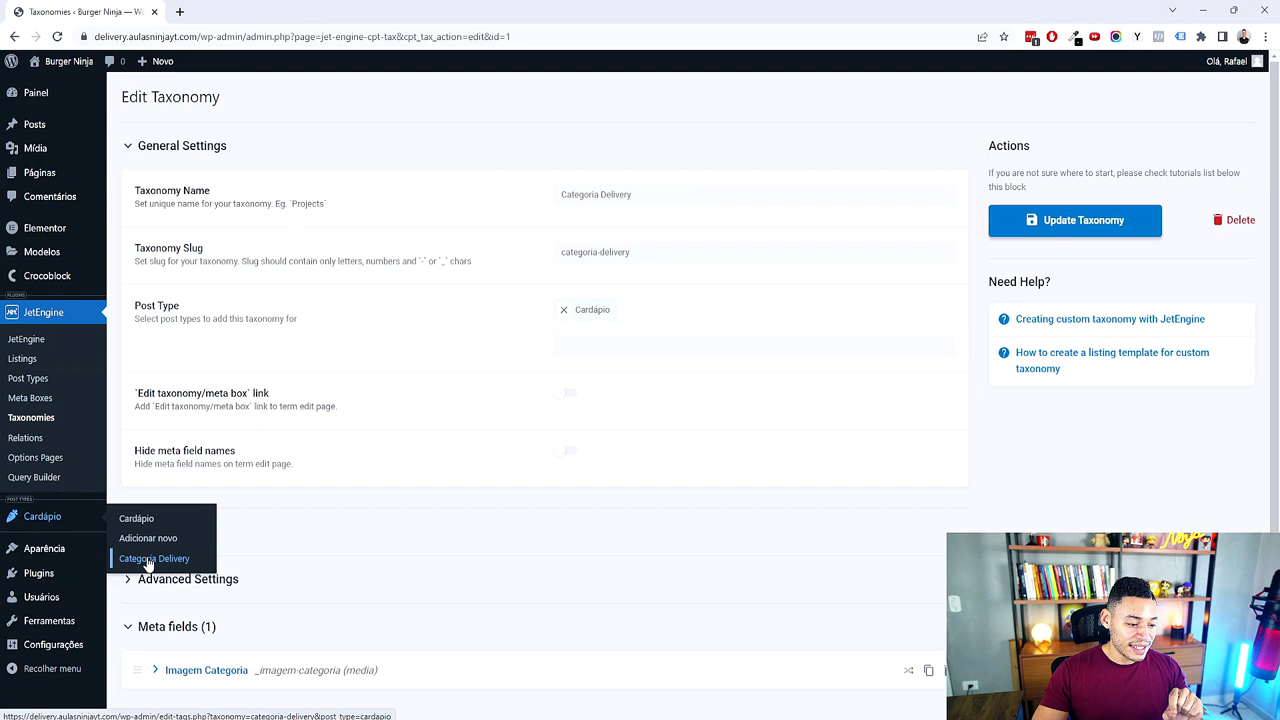 Taxonomies ‹ Burger Ninja — W
delivery.aulasninjayt.com/wp-admin/admin.php?page=jet-engine-cpt-tax&cpt_tax_action=edit&id=1
Burger Ninja
0
Novo
Olá, Rafael
Painel
Posts
Mídia
Páginas
Comentários
Elementor
Modelos
Crocoblock
PLUGINS
JetEngine
JetEngine
Listings
Post Types
Meta Boxes
Taxonomies
Relations
Options Pages
Query Builder
POST TYPES
Cardápio
Aparência
Plugins
Usuários
Ferramentas
Configurações
Recolher menu
Cardápio
Adicionar novo
Categoria Delivery
Edit Taxonomy
General Settings
Taxonomy Name
Set unique name for your taxonomy. Eg. `Projects`
Categoria Delivery
Taxonomy Slug
Set slug for your taxonomy. Slug should contain only letters, numbers and `-` or `_` chars
categoria-delivery
Post Type
Select post types to add this taxonomy for
Cardápio
`Edit taxonomy/meta box` link
Add `Edit taxonomy/meta box` link to term edit page.
Hide meta field names
Hide meta field names on term edit page.
Advanced Settings
Meta fields (1)
Imagem Categoria _imagem-categoria (media)
Actions
If you are not sure where to start, please check tutorials list below
this block
Update Taxonomy
Delete
Need Help?
Creating custom taxonomy with JetEngine
How to create a listing template for custom
taxonomy
https://delivery.aulasninjayt.com/wp-admin/edit-tags.php?taxonomy=categoria-delivery&post_type=cardapio